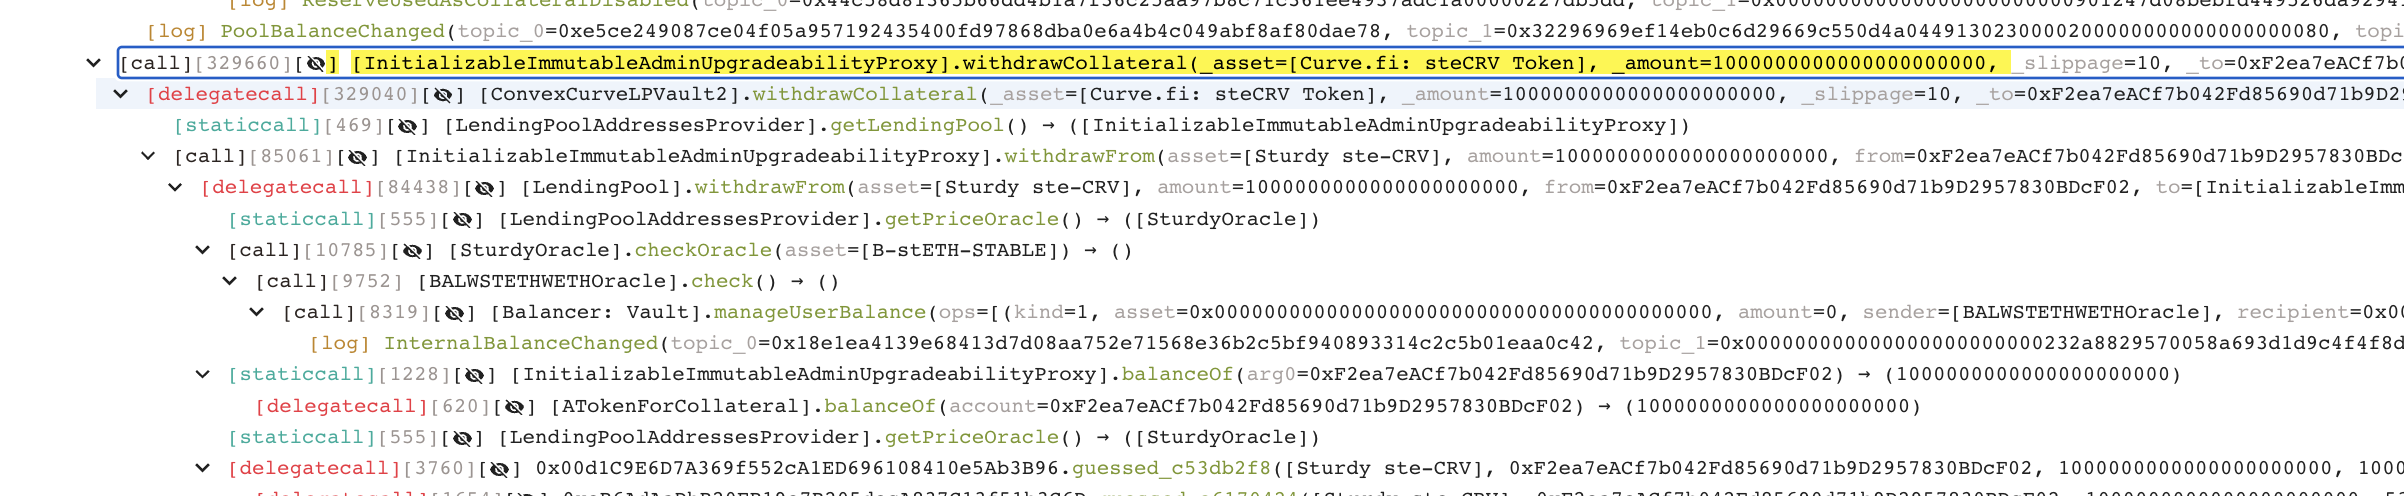 [log] ReserveUsedAsCollateralDisabled(topic_0=
[log] PoolBalanceChanged(topic_0=0xe5ce249087ce04f05a957192435400fd97868dba0e6a4b4c049abf8af80dae78, topic_1=
[call][329660][] [InitializableImmutableAdminUpgradeabilityProxy].withdrawCollateral(_asset=[Curve.fi: steCRV Token], _amount=1000000000000000000000, _slippage=10, _to=0xF2ea7eACf7b0
[delegatecall][329040][] [ConvexCurveLPVault2].withdrawCollateral(_asset=[Curve.fi: steCRV Token], _amount=1000000000000000000000, _slippage=10, _to=0xF2ea7eACf7b042Fd85690d71b9D2
[staticcall][469][] [LendingPoolAddressesProvider].getLendingPool() → ([InitializableImmutableAdminUpgradeabilityProxy])
[call][85061][] [InitializableImmutableAdminUpgradeabilityProxy].withdrawFrom(asset=[Sturdy ste-CRV], amount=1000000000000000000000, from=0xF2ea7eACf7b042Fd85690d71b9D2957830BDc
[delegatecall][84438][] [LendingPool].withdrawFrom(asset=[Sturdy ste-CRV], amount=1000000000000000000000, from=0xF2ea7eACf7b042Fd85690d71b9D2957830BDcF02, to=[InitializableImm
[staticcall][555][] [LendingPoolAddressesProvider].getPriceOracle() → ([SturdyOracle])
[call][10785][] [SturdyOracle].checkOracle(asset=[B-stETH-STABLE]) → ()
[call][9752] [BALWSTETHWETHOracle].check() → ()
[call][8319][] [Balancer: Vault].manageUserBalance(ops=[(kind=1, asset=0x0000000000000000000000000000000000000000, amount=0, sender=[BALWSTETHWETHOracle], recipient=0x00
[log] InternalBalanceChanged(topic_0=0x18e1ea4139e68413d7d08aa752e71568e36b2c5bf940893314c2c5b01eaa0c42, topic_1=0x000000000000000000000000232a8829570058a693d1d9c4f4f8d
[staticcall][1228][] [InitializableImmutableAdminUpgradeabilityProxy].balanceOf(arg0=0xF2ea7eACf7b042Fd85690d71b9D2957830BDcF02) → (1000000000000000000000)
[delegatecall][620][] [ATokenForCollateral].balanceOf(account=0xF2ea7eACf7b042Fd85690d71b9D2957830BDcF02) → (1000000000000000000000)
[staticcall][555][] [LendingPoolAddressesProvider].getPriceOracle() → ([SturdyOracle])
[delegatecall][3760][] 0x00d1C9E6D7A369f552cA1ED696108410e5Ab3B96.guessed_c53db2f8([Sturdy ste-CRV], 0xF2ea7eACf7b042Fd85690d71b9D2957830BDcF02, 1000000000000000000000, 1000